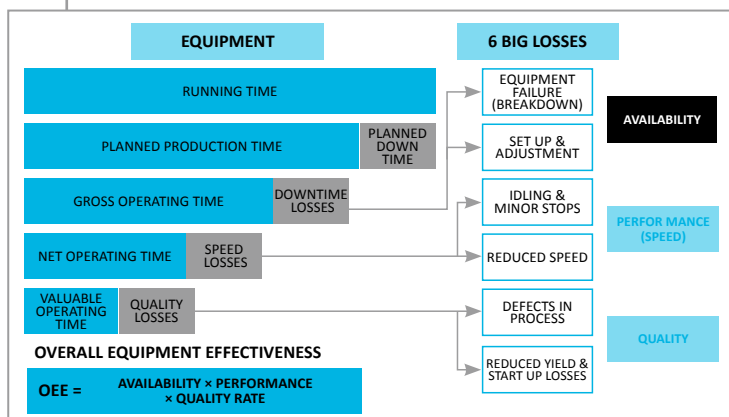 EQUIPMENT
6 BIG LOSSES
RUNNING TIME
EQUIPMENT
FAILURE
(BREAKDOWN)
AVAILABILITY
PLANNED PRODUCTION TIME
PLANNED
DOWN
TIME
SET UP &
ADJUSTMENT
GROSS OPERATING TIME
DOWNTIME
LOSSES
IDLING &
MINOR STOPS
PERFOR MANCE
(SPEED)
NET OPERATING TIME
SPEED
LOSSES
REDUCED SPEED
VALUABLE
OPERATING
TIME
QUALITY
LOSSES
DEFECTS IN
PROCESS
QUALITY
OVERALL EQUIPMENT EFFECTIVENESS
REDUCED YIELD &
START UP LOSSES
OEE =
AVAILABILITY × PERFORMANCE
× QUALITY RATE